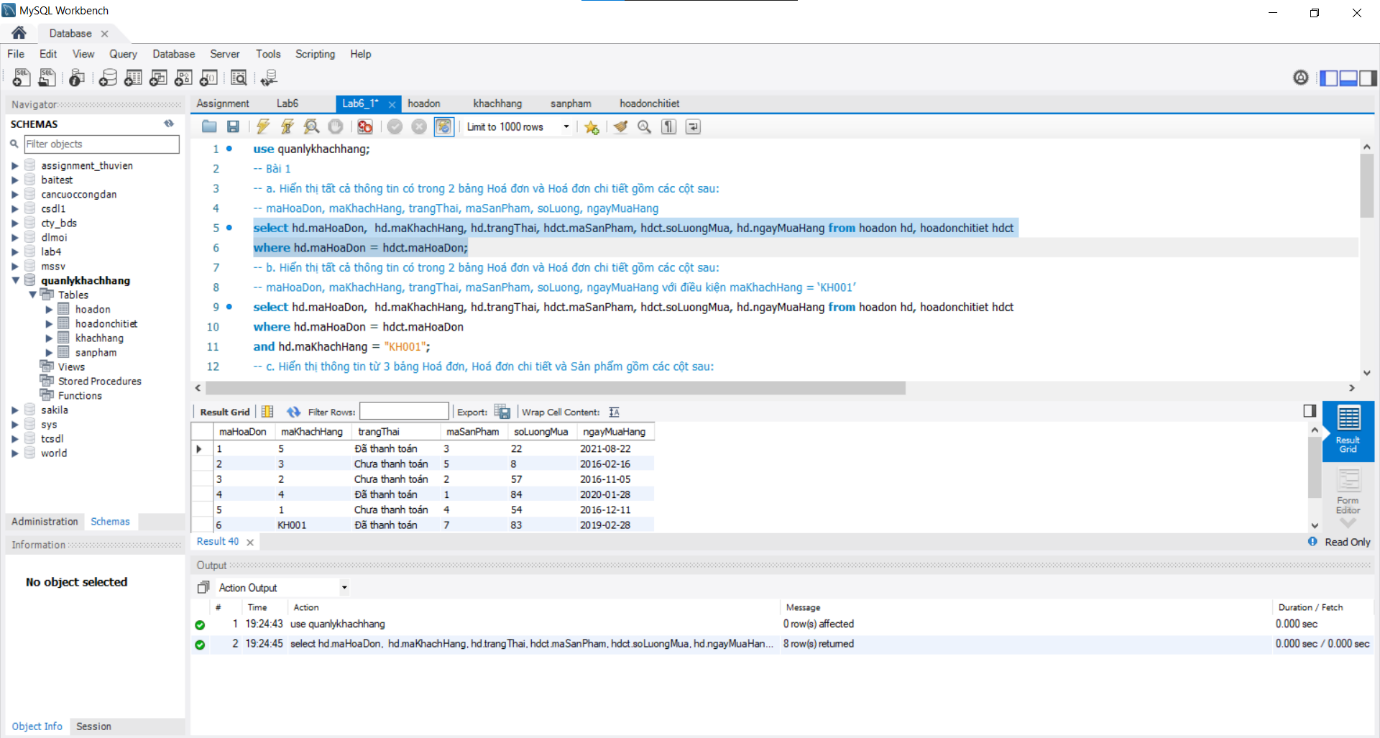 MySQL Workbench
Database
File Edit View Query Database Server Tools Scripting Help
Navigator
SCHEMAS
Filter objects
assignment_thuvien
baitest
cancuoccongdan
csdl1
cty_bds
dlmoi
lab4
mssv
quanlykhachhang
Tables
hoadon
hoadonchitiet
khachhang
sanpham
Views
Stored Procedures
Functions
sakila
sys
tcsdl
world
Administration Schemas
Information
No object selected
Object Info Session
Assignment Lab6 Lab6_1* hoadon khachhang sanpham hoadonchitiet
Limit to 1000 rows
1 use quanlykhachhang;
2 -- Bài 1
3 -- a. Hiển thị tất cả thông tin có trong 2 bảng Hoá đơn và Hoá đơn chi tiết gồm các cột sau:
4 -- maHoaDon, maKhachHang, trangThai, maSanPham, soLuong, ngayMuaHang
5 select hd.maHoaDon, hd.maKhachHang, hd.trangThai, hdct.maSanPham, hdct.soLuongMua, hd.ngayMuaHang from hoadon hd, hoadonchitiet hdct
6 where hd.maHoaDon = hdct.maHoaDon;
7 -- b. Hiển thị tất cả thông tin có trong 2 bảng Hoá đơn và Hoá đơn chi tiết gồm các cột sau:
8 -- maHoaDon, maKhachHang, trangThai, maSanPham, soLuong, ngayMuaHang với điều kiện maKhachHang = ‘KH001’
9 select hd.maHoaDon, hd.maKhachHang, hd.trangThai, hdct.maSanPham, hdct.soLuongMua, hd.ngayMuaHang from hoadon hd, hoadonchitiet hdct
10 where hd.maHoaDon = hdct.maHoaDon
11 and hd.maKhachHang = "KH001";
12 -- c. Hiển thị thông tin từ 3 bảng Hoá đơn, Hoá đơn chi tiết và Sản phẩm gồm các cột sau:
Result Grid Filter Rows: Export: Wrap Cell Content:
maHoaDon maKhachHang trangThai maSanPham soLuongMua ngayMuaHang
1 5 Đã thanh toán 3 22 2021-08-22
2 3 Chưa thanh toán 5 8 2016-02-16
3 2 Chưa thanh toán 2 57 2016-11-05
4 4 Đã thanh toán 1 84 2020-01-28
5 1 Chưa thanh toán 4 54 2016-12-11
6 KH001 Đã thanh toán 7 83 2019-02-28
Result Grid
Form Editor
Result 40
Read Only
Output
Action Output
# Time Action Message Duration / Fetch
1 19:24:43 use quanlykhachhang 0 row(s) affected 0.000 sec
2 19:24:45 select hd.maHoaDon, hd.maKhachHang, hd.trangThai, hdct.maSanPham, hdct.soLuongMua, hd.ngayMuaHan... 8 row(s) returned 0.000 sec / 0.000 sec